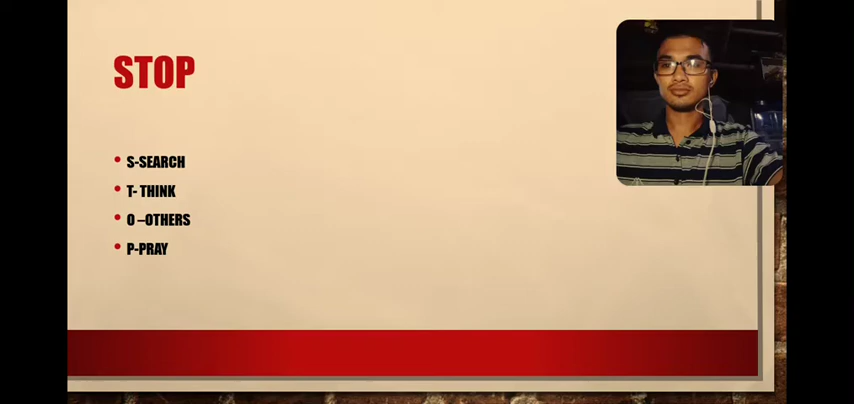 STOP
S-SEARCH
T- THINK
O –OTHERS
P-PRAY